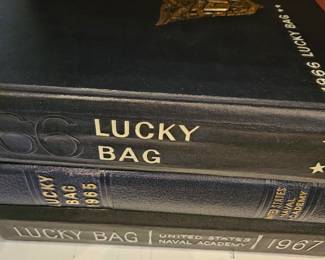 1966 LUCKY BAG **
66 LUCKY
BAG
LUCKY
BAG
1965
UNITED STATES
NAVAL
ACADEMY
LUCKY BAG
UNITED STATES
NAVAL ACADEMY
1967